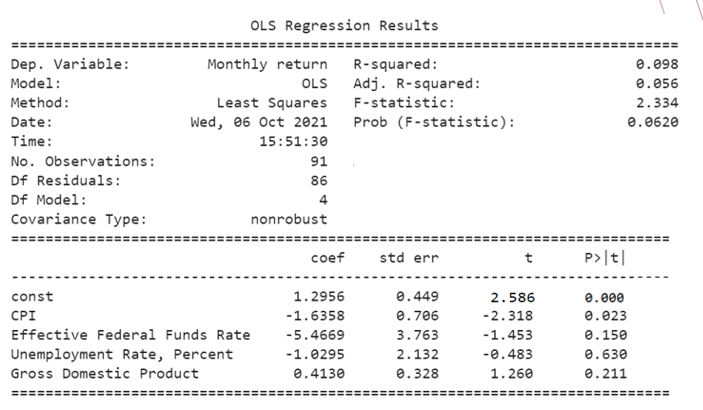 OLS Regression Results
==============================================================================
Dep. Variable: Monthly return R-squared: 0.098
Model: OLS Adj. R-squared: 0.056
Method: Least Squares F-statistic: 2.334
Date: Wed, 06 Oct 2021 Prob (F-statistic): 0.0620
Time: 15:51:30
No. Observations: 91
Df Residuals: 86
Df Model: 4
Covariance Type: nonrobust
==============================================================================
coef std err t P>|t|
------------------------------------------------------------------------------
const 1.2956 0.449 2.586 0.000
CPI -1.6358 0.706 -2.318 0.023
Effective Federal Funds Rate -5.4669 3.763 -1.453 0.150
Unemployment Rate, Percent -1.0295 2.132 -0.483 0.630
Gross Domestic Product 0.4130 0.328 1.260 0.211
==============================================================================